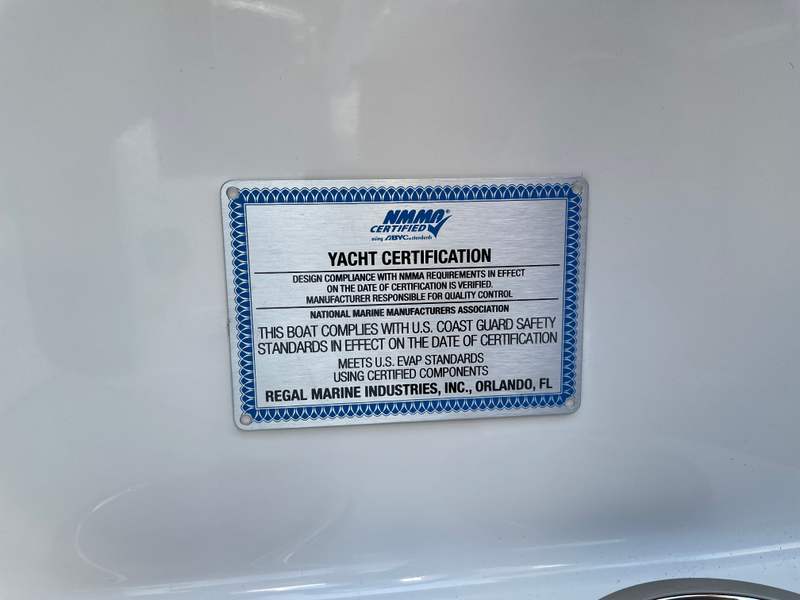 NMMA®
CERTIFIED
using ABYC standards
YACHT CERTIFICATION
DESIGN COMPLIANCE WITH NMMA REQUIREMENTS IN EFFECT
ON THE DATE OF CERTIFICATION IS VERIFIED.
MANUFACTURER RESPONSIBLE FOR QUALITY CONTROL
NATIONAL MARINE MANUFACTURERS ASSOCIATION
THIS BOAT COMPLIES WITH U.S. COAST GUARD SAFETY
STANDARDS IN EFFECT ON THE DATE OF CERTIFICATION
MEETS U.S. EVAP STANDARDS
USING CERTIFIED COMPONENTS
REGAL MARINE INDUSTRIES, INC., ORLANDO, FL